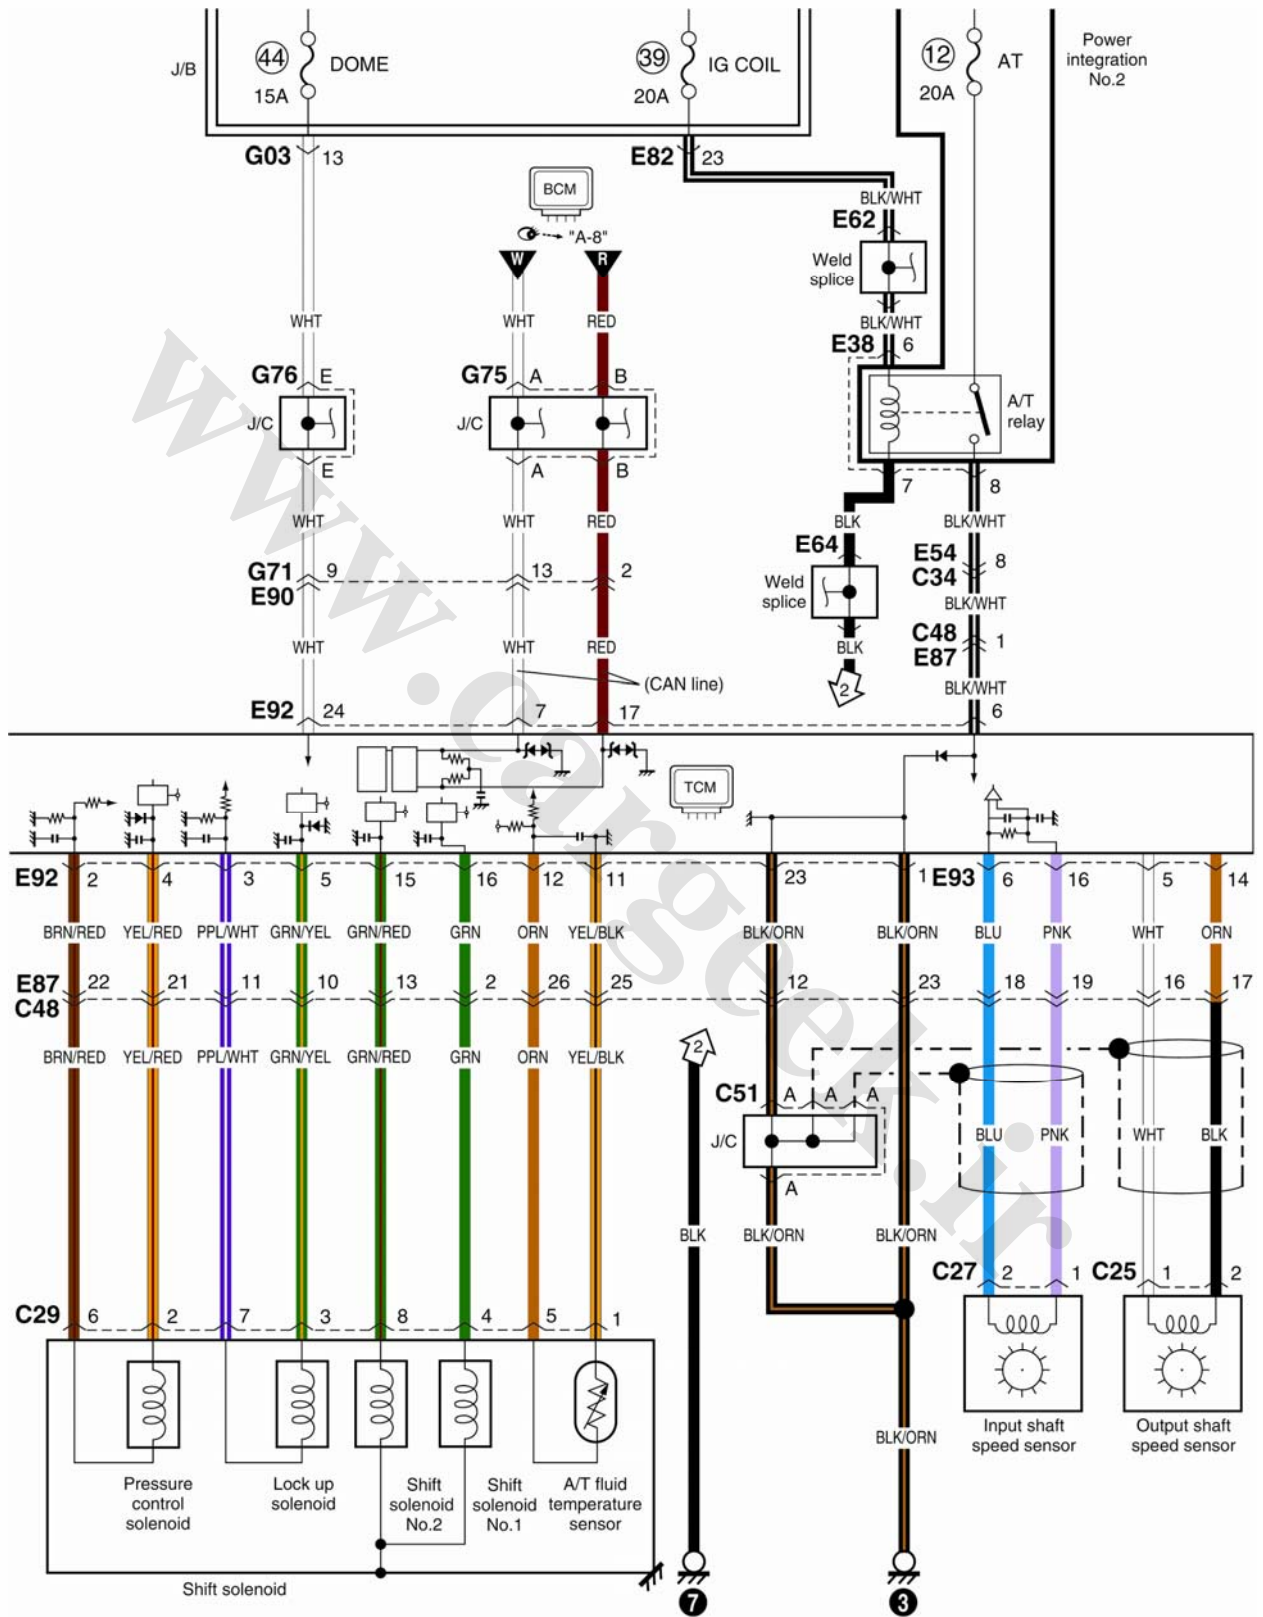 44 DOME 39 IG COIL 12 AT Power
J/B integration
15A 20A 20A No.2
G03 13 E82 23
BCM
BLK/WHT
"A-8" E62
W R
Weld
splice
WHT WHT RED BLK/WHT
E38 6
G76 E G75 A B
J/C J/C A/T
relay
E A B
7 8
WHT WHT RED BLK BLK/WHT
E64 E54 8
G71 9 13 2 C34
E90 Weld
splice BLK/WHT
C48 1
WHT WHT RED BLK E87
(CAN line) 2 BLK/WHT
E92 24 7 17 6
TCM
E92 2 4 3 5 15 16 12 11 23 1 E93 6 16 5 14
BRN/RED YEL/RED PPL/WHT GRN/YEL GRN/RED GRN ORN YEL/BLK BLK/ORN BLK/ORN BLU PNK WHT ORN
E87 22 21 11 10 13 2 26 25 12 23 18 19 16 17
C48
BRN/RED YEL/RED PPL/WHT GRN/YEL GRN/RED GRN ORN YEL/BLK 2
C51 A A A
J/C BLU PNK WHT BLK
A
BLK BLK/ORN BLK/ORN
C27 2 1 C25 1 2
C29 6 2 7 3 8 4 5 1
Input shaft
speed sensor
Output shaft
speed sensor
BLK/ORN
Pressure
control
solenoid
Lock up
solenoid
Shift
solenoid
No.2
Shift
solenoid
No.1
A/T fluid
temperature
sensor
Shift solenoid
7 3
www.cargeek.ir